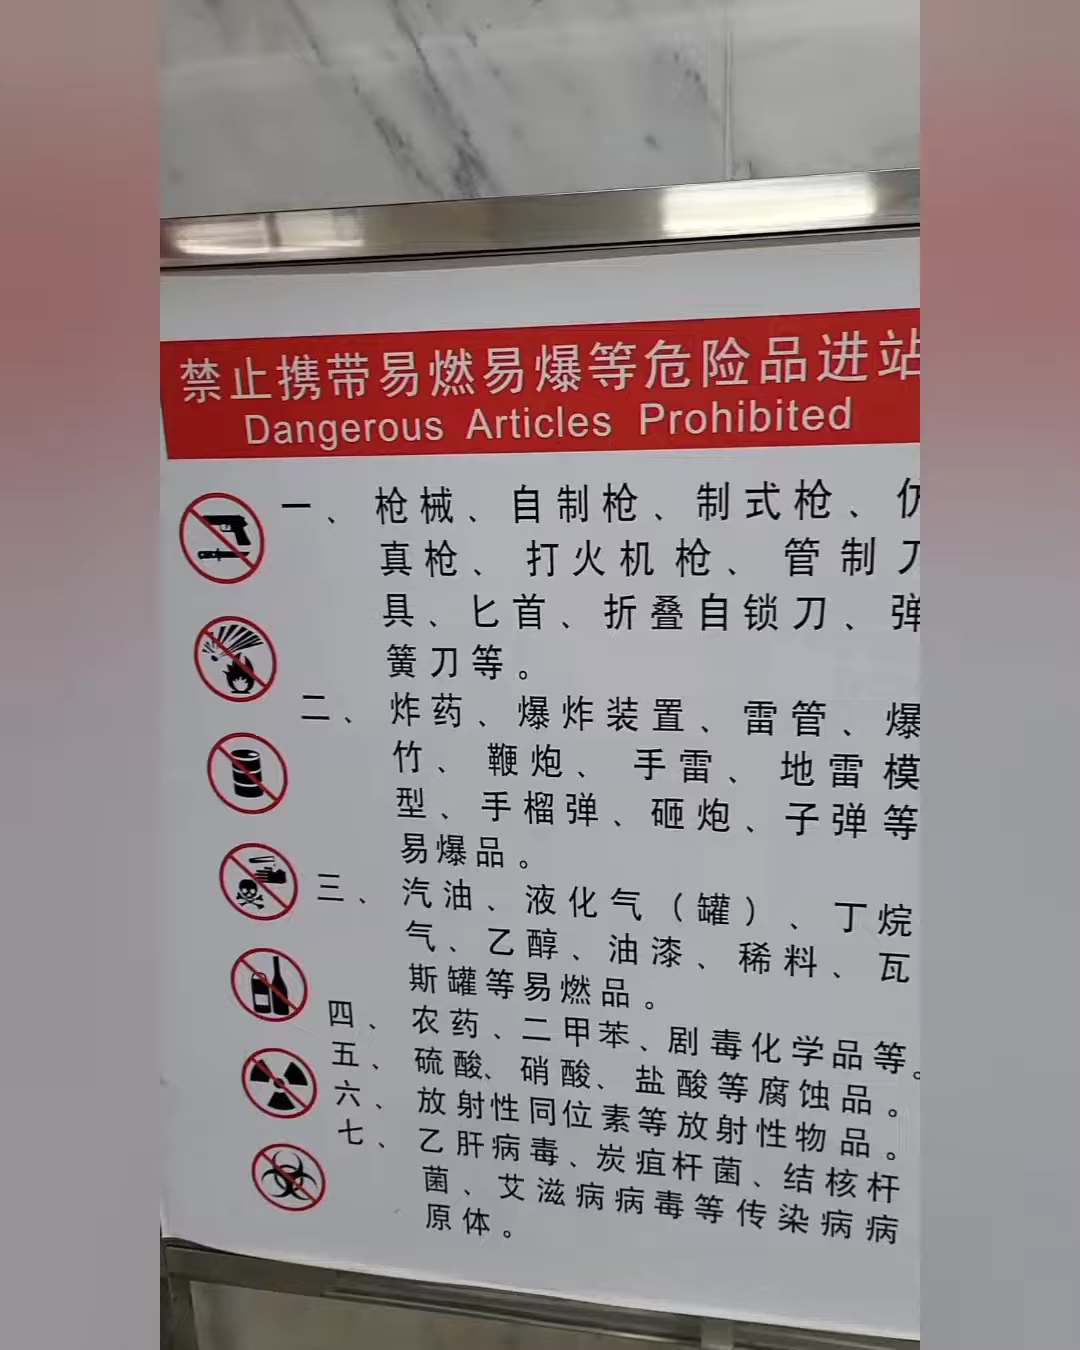 禁止携带易燃易爆等危险品进站
Dangerous Articles Prohibited
一、枪械、自制枪、制式枪、仿
真枪、打火机枪、管制刀
具、匕首、折叠自锁刀、弹
簧刀等。
二、炸药、爆炸装置、雷管、爆
竹、鞭炮、手雷、地雷模
型、手榴弹、砸炮、子弹等
易爆品。
三、汽油、液化气（罐）、丁烷
气、乙醇、油漆、稀料、瓦
斯罐等易燃品。
四、农药、二甲苯、剧毒化学品等。
五、硫酸、硝酸、盐酸等腐蚀品。
六、放射性同位素等放射性物品。
七、乙肝病毒、炭疽杆菌、结核杆
菌、艾滋病病毒等传染病病
原体。